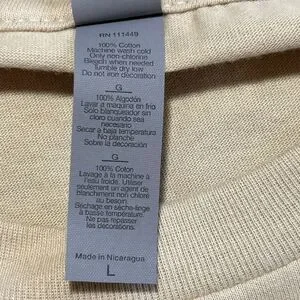 RN 111449
100% Cotton
Machine wash cold
Only non-chlorine
Bleach when needed
Tumble dry low
Do not iron decoration
G
100% Algodón
Lavar a maquina en frio
Solo blanqueador sin
cloro cuando sea
necesario
Secar a baja temperatura
No planche
Sobre la decoración
G
100% Coton
Lavage à la machine à
l'eau froide. Utiliser
seulement un agent de
blanchiment non chloré
au besoin
Séchage en sèche-linge
à basse température.
Ne pas repasser
les décorations.
Made in Nicaragua
L